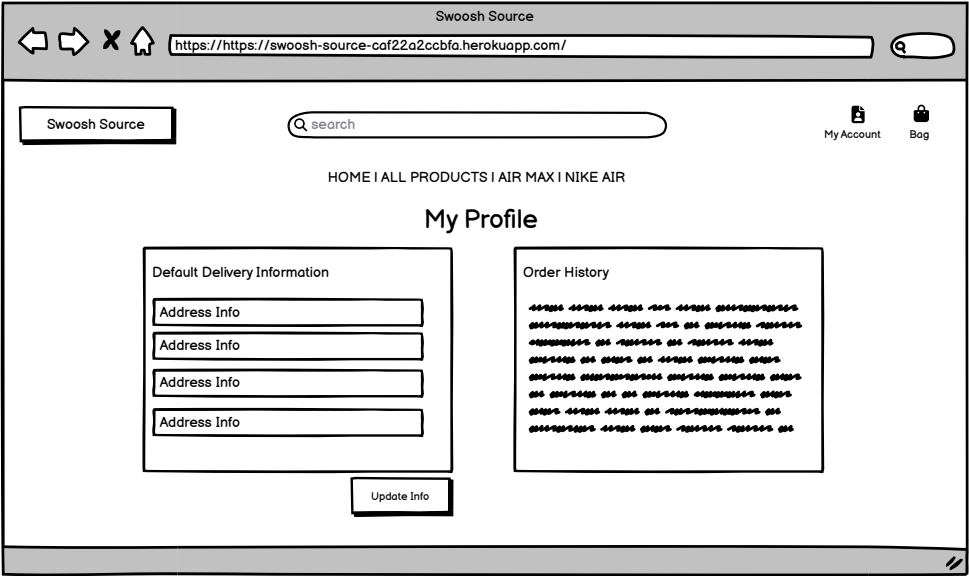 Swoosh Source
https://https://swoosh-source-caf22a2ccbfa.herokuapp.com/
Swoosh Source
search
My Account
Bag
HOME | ALL PRODUCTS | AIR MAX | NIKE AIR
My Profile
Default Delivery Information
Address Info
Address Info
Address Info
Address Info
Update Info
Order History